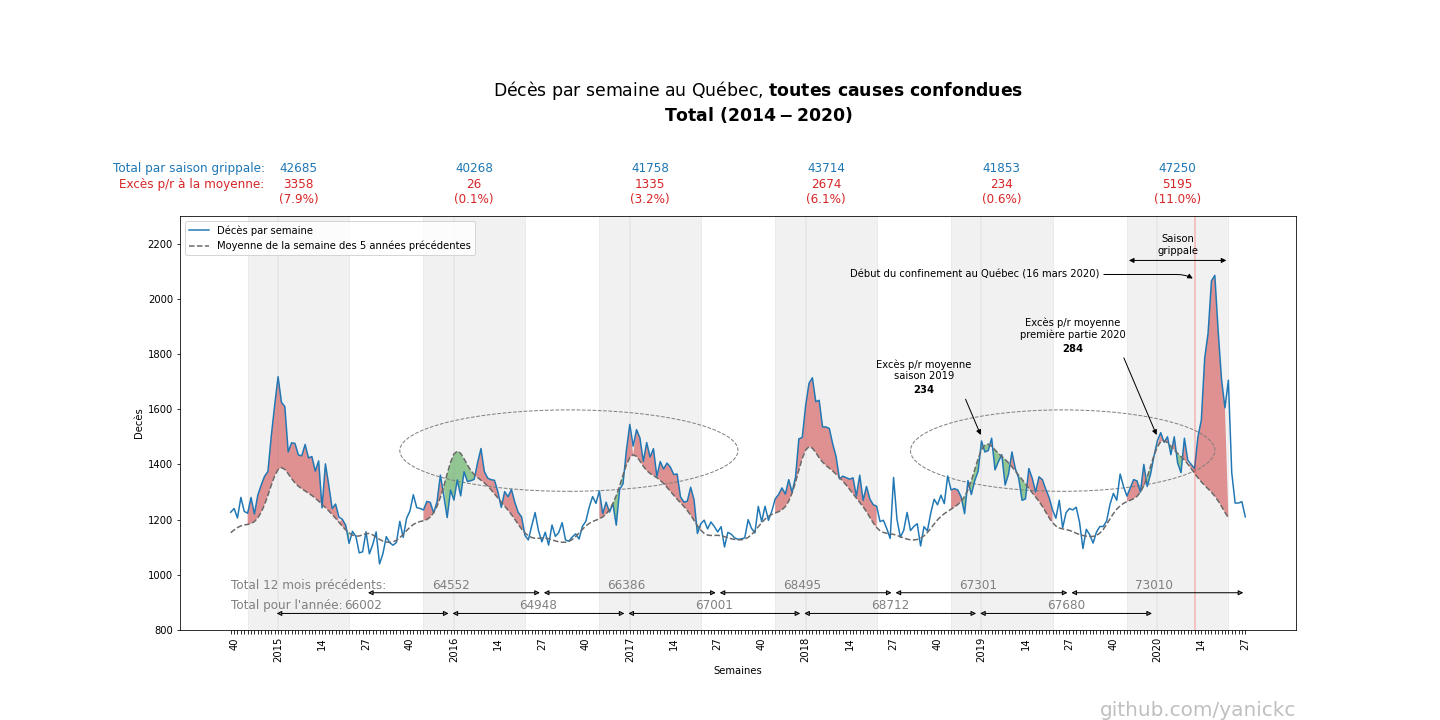 Décès par semaine au Québec, toutes causes confondues
Total (2014 – 2020)
Total par saison grippale: 42685 40268 41758 43714 41853 47250
Excès p/r à la moyenne: 3358 26 1335 2674 234 5195
(7.9%) (0.1%) (3.2%) (6.1%) (0.6%) (11.0%)
Décès par semaine
Moyenne de la semaine des 5 années précédentes
Saison
grippale
Début du confinement au Québec (16 mars 2020)
Excès p/r moyenne
première partie 2020
284
Excès p/r moyenne
saison 2019
234
2200
2000
1800
1600
1400
1200
1000
800
Decès
Total 12 mois précédents: 64552 66386 68495 67301 73010
Total pour l'année: 66002 64948 67001 68712 67680
40 2015 14 27 40 2016 14 27 40 2017 14 27 40 2018 14 27 40 2019 14 27 40 2020 14 27
Semaines
github.com/yanickc